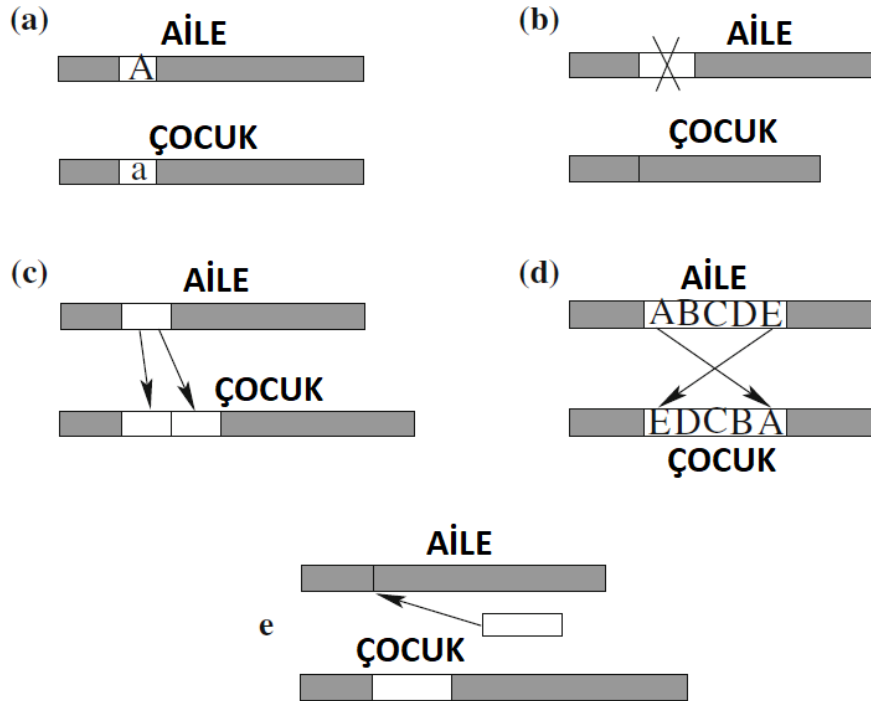 (a)
AİLE
A
ÇOCUK
a
(b)
AİLE
ÇOCUK
(c)
AİLE
ÇOCUK
(d)
AİLE
ABCDE
EDCBA
ÇOCUK
e
AİLE
ÇOCUK